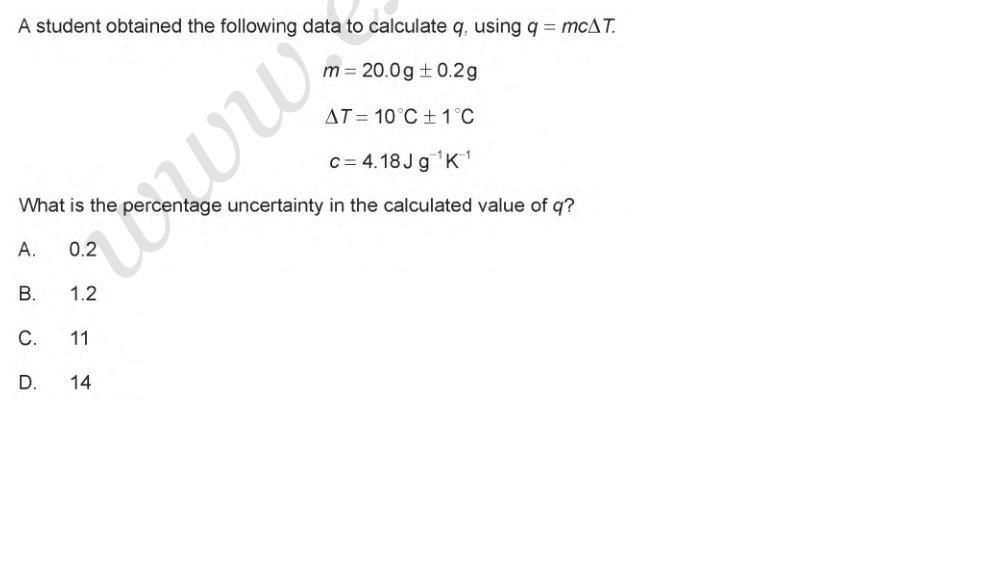 A student obtained the following data to calculate q, using q = mcΔT.
m = 20.0 g ± 0.2 g
ΔT = 10 °C ± 1 °C
c = 4.18 J g⁻¹ K⁻¹
What is the percentage uncertainty in the calculated value of q?
A. 0.2
B. 1.2
C. 11
D. 14
www.e